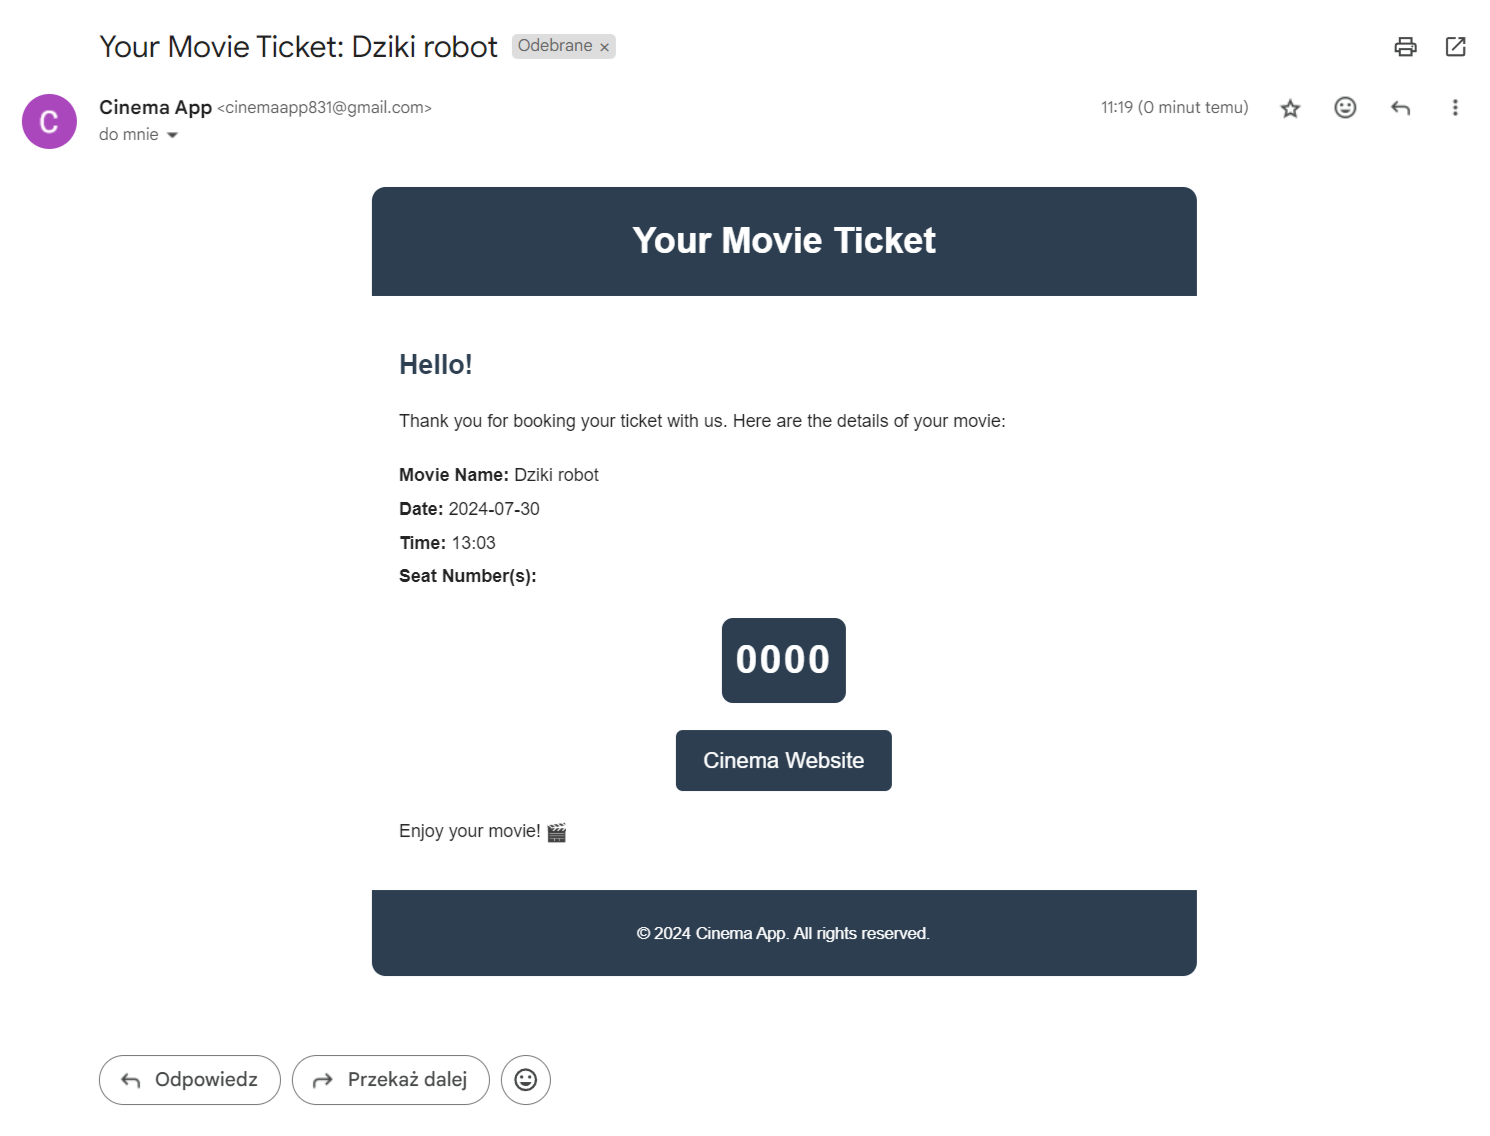 Your Movie Ticket: Dziki robot Odebrane ×
Cinema App <cinemaapp831@gmail.com> 11:19 (0 minut temu)
do mnie
C
Your Movie Ticket
Hello!
Thank you for booking your ticket with us. Here are the details of your movie:
Movie Name: Dziki robot
Date: 2024-07-30
Time: 13:03
Seat Number(s):
0000
Cinema Website
Enjoy your movie! 🎬
© 2024 Cinema App. All rights reserved.
Odpowiedz Przekaż dalej